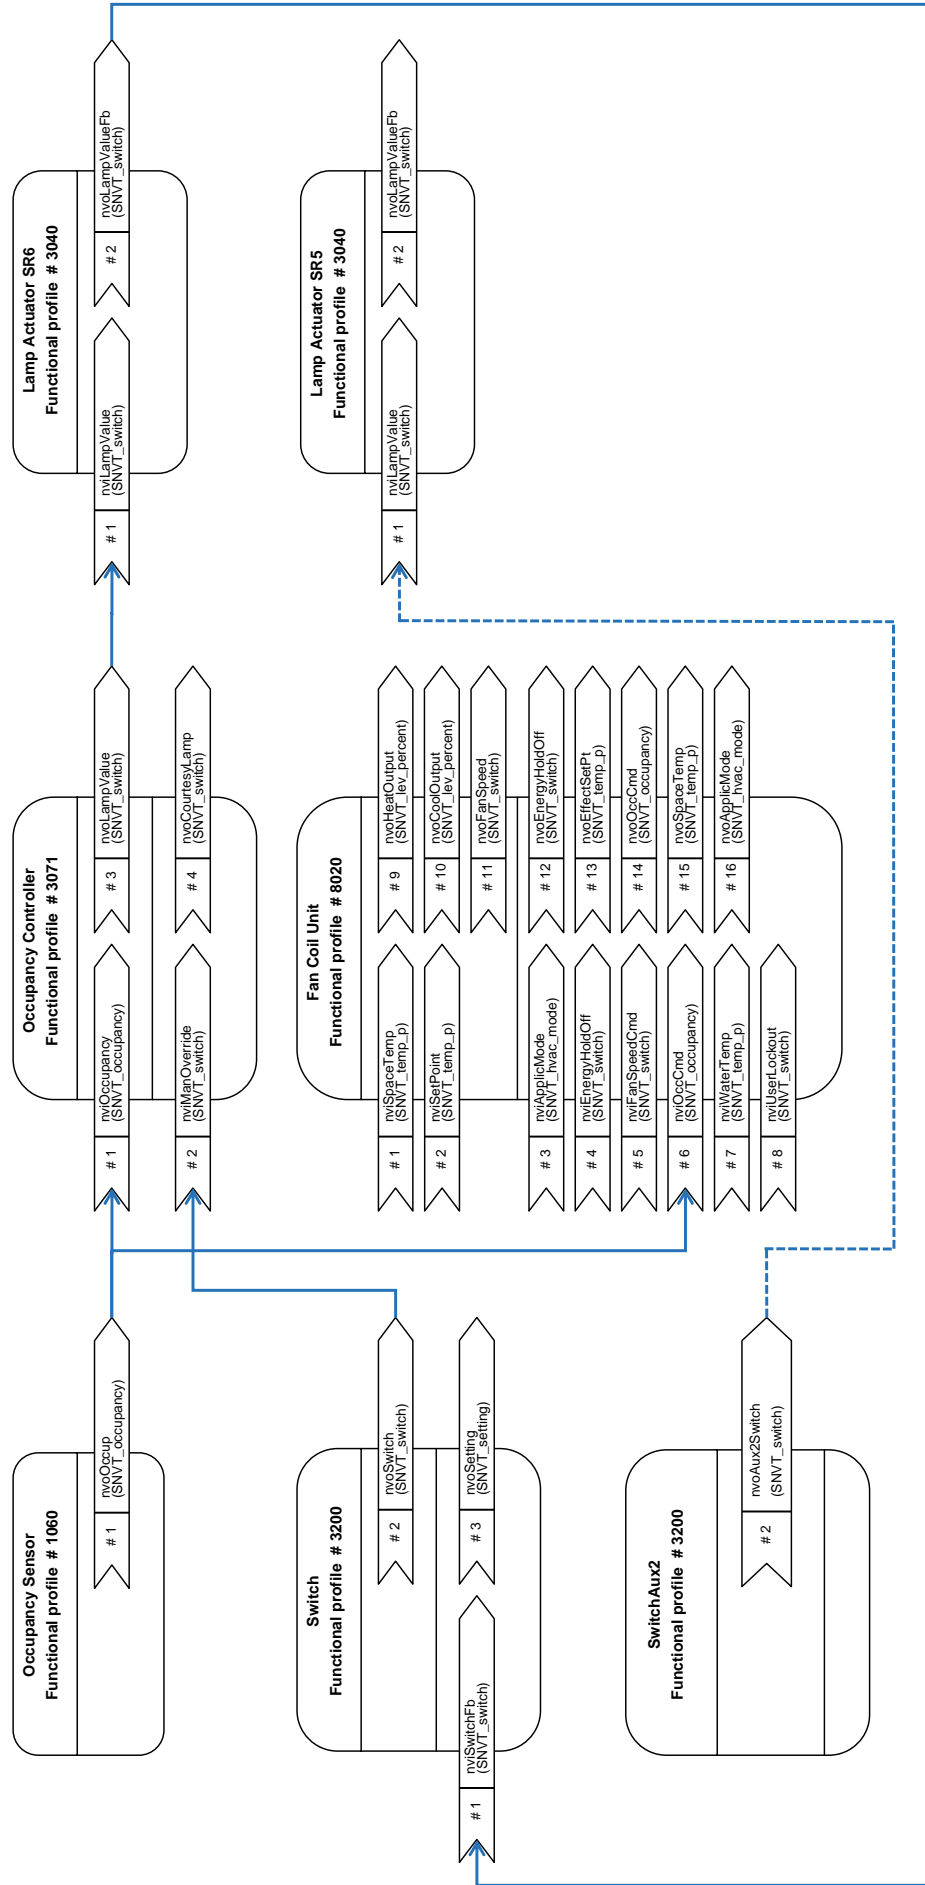 Occupancy Sensor
Functional profile # 1060
# 1
nvoOccup
(SNVT_occupancy)
Switch
Functional profile # 3200
# 2
nvoSwitch
(SNVT_switch)
# 1
nviSwitchFb
(SNVT_switch)
# 3
nvoSetting
(SNVT_setting)
SwitchAux2
Functional profile # 3200
# 2
nvoAux2Switch
(SNVT_switch)
Occupancy Controller
Functional profile # 3071
# 1
nviOccupancy
(SNVT_occupancy)
# 3
nvoLampValue
(SNVT_switch)
# 2
nviManOverride
(SNVT_switch)
# 4
nvoCourtesyLamp
(SNVT_switch)
Fan Coil Unit
Functional profile # 8020
# 1
nviSpaceTemp
(SNVT_temp_p)
# 9
nvoHeatOutput
(SNVT_lev_percent)
# 2
nviSetPoint
(SNVT_temp_p)
# 10
nvoCoolOutput
(SNVT_lev_percent)
# 11
nvoFanSpeed
(SNVT_switch)
# 3
nviApplicMode
(SNVT_hvac_mode)
# 12
nvoEnergyHoldOff
(SNVT_switch)
# 4
nviEnergyHoldOff
(SNVT_switch)
# 13
nvoEffectSetPt
(SNVT_temp_p)
# 5
nviFanSpeedCmd
(SNVT_switch)
# 14
nvoOccCmd
(SNVT_occupancy)
# 6
nviOccCmd
(SNVT_occupancy)
# 15
nvoSpaceTemp
(SNVT_temp_p)
# 7
nviWaterTemp
(SNVT_temp_p)
# 16
nvoApplicMode
(SNVT_hvac_mode)
# 8
nviUserLockout
(SNVT_switch)
Lamp Actuator SR6
Functional profile # 3040
# 1
nviLampValue
(SNVT_switch)
# 2
nvoLampValueFb
(SNVT_switch)
Lamp Actuator SR5
Functional profile # 3040
# 1
nviLampValue
(SNVT_switch)
# 2
nvoLampValueFb
(SNVT_switch)